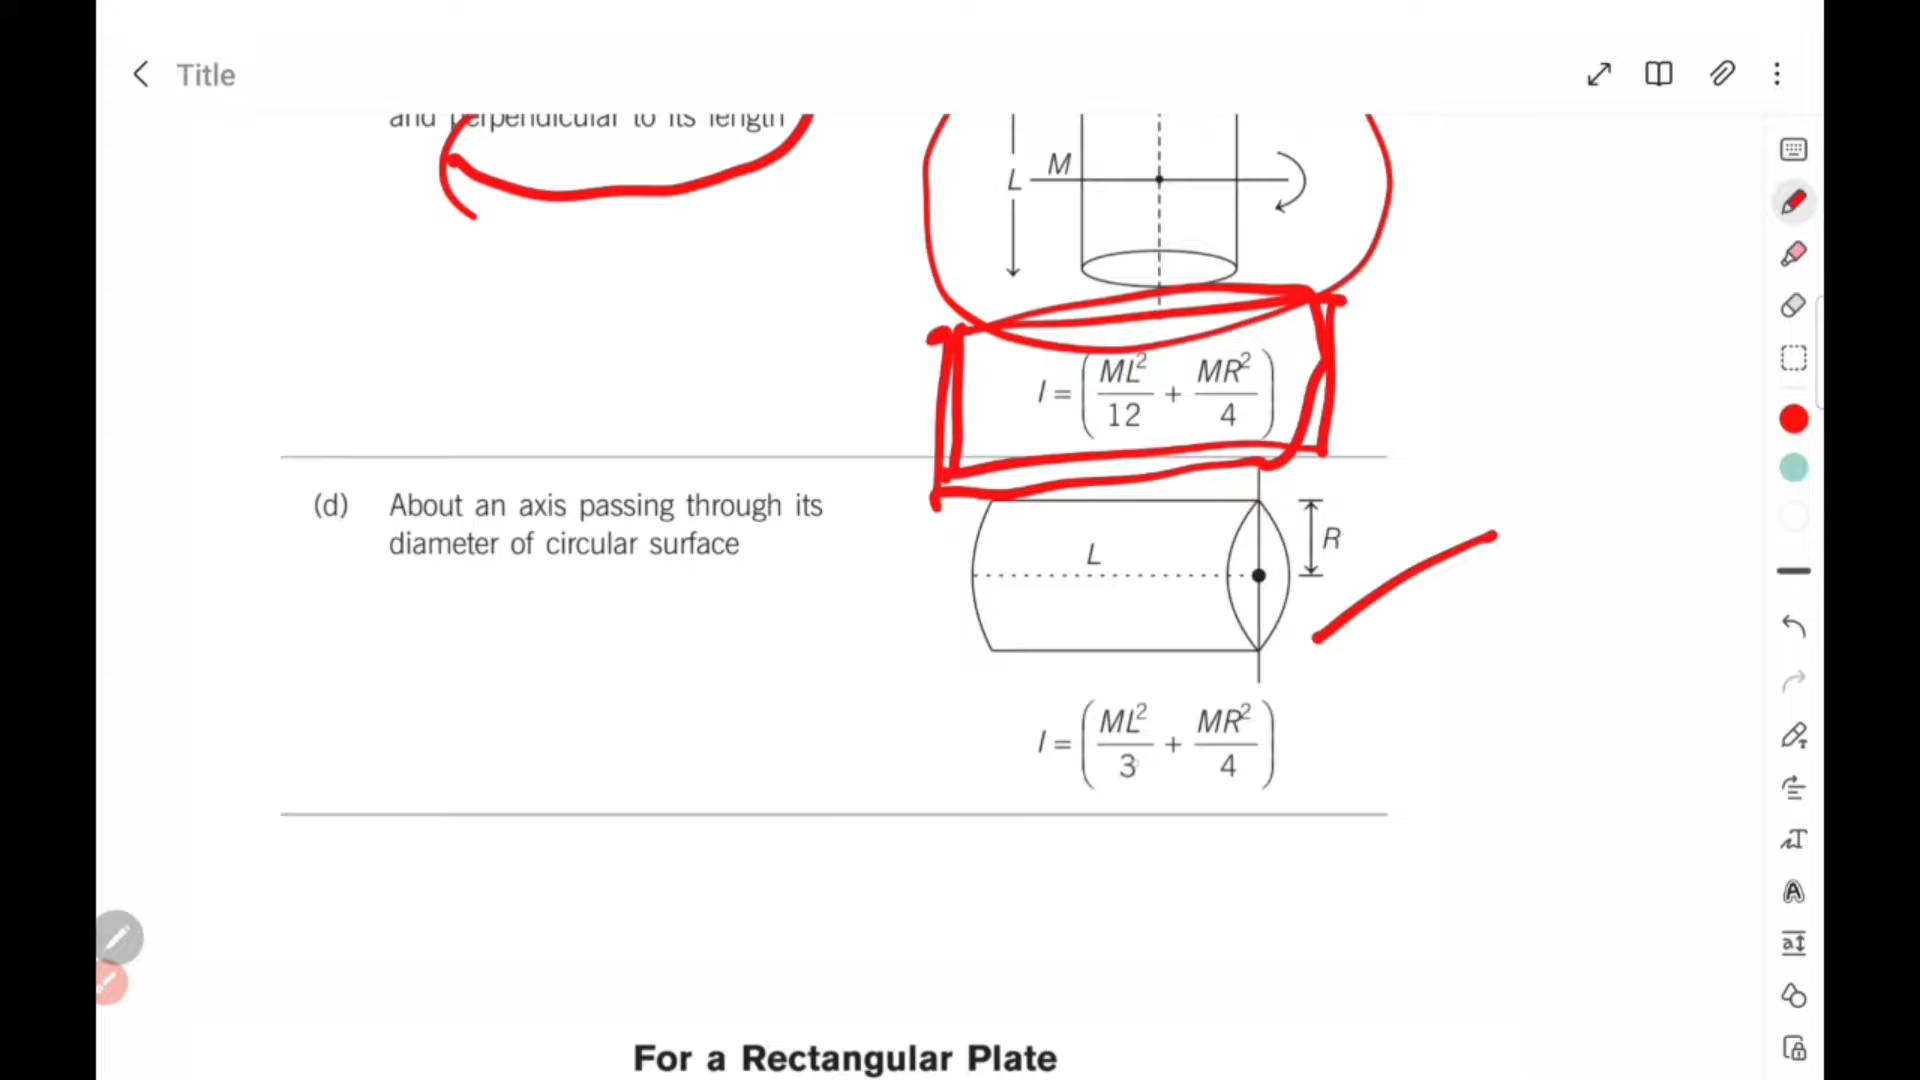 Title
and perpendicular to its length
M
L
I = (ML²/12 + MR²/4)
(d) About an axis passing through its
diameter of circular surface
L
R
I = (ML²/3 + MR²/4)
For a Rectangular Plate